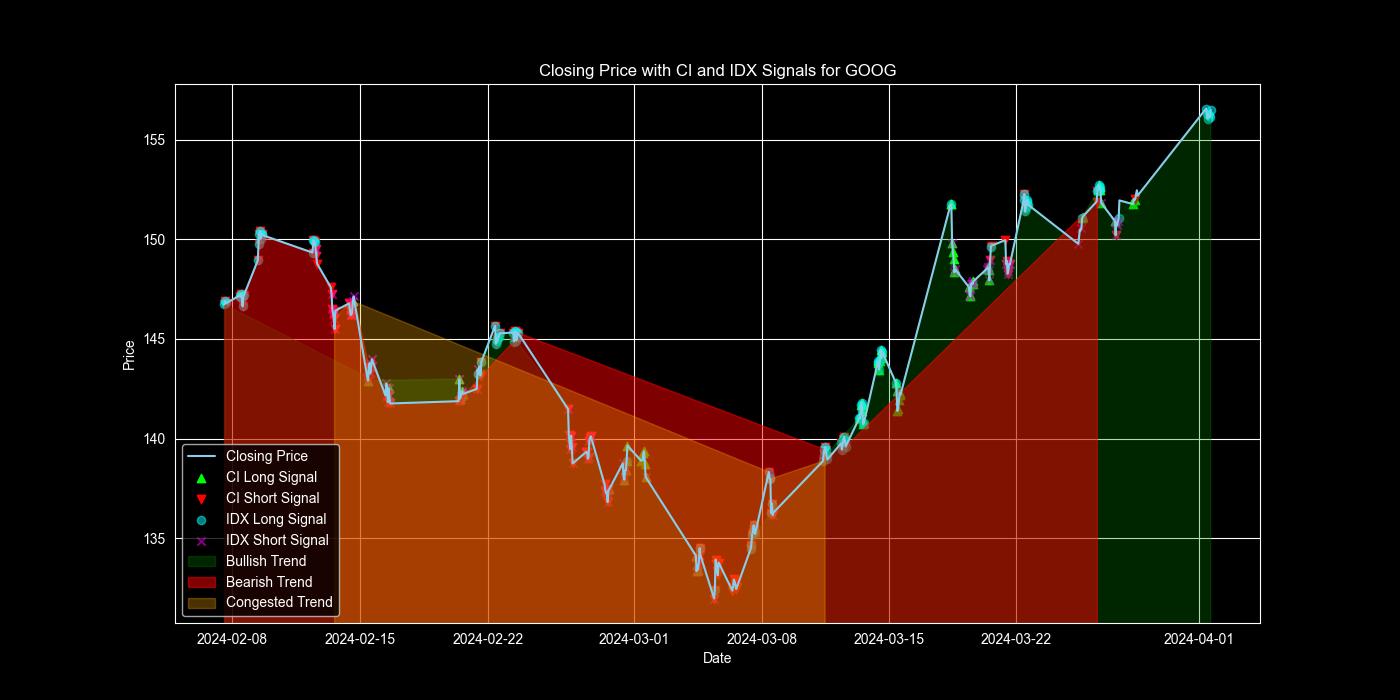 Closing Price with CI and IDX Signals for GOOG
Price
155
150
145
140
135
Closing Price
CI Long Signal
CI Short Signal
IDX Long Signal
IDX Short Signal
Bullish Trend
Bearish Trend
Congested Trend
2024-02-08 2024-02-15 2024-02-22 2024-03-01 2024-03-08 2024-03-15 2024-03-22 2024-04-01
Date